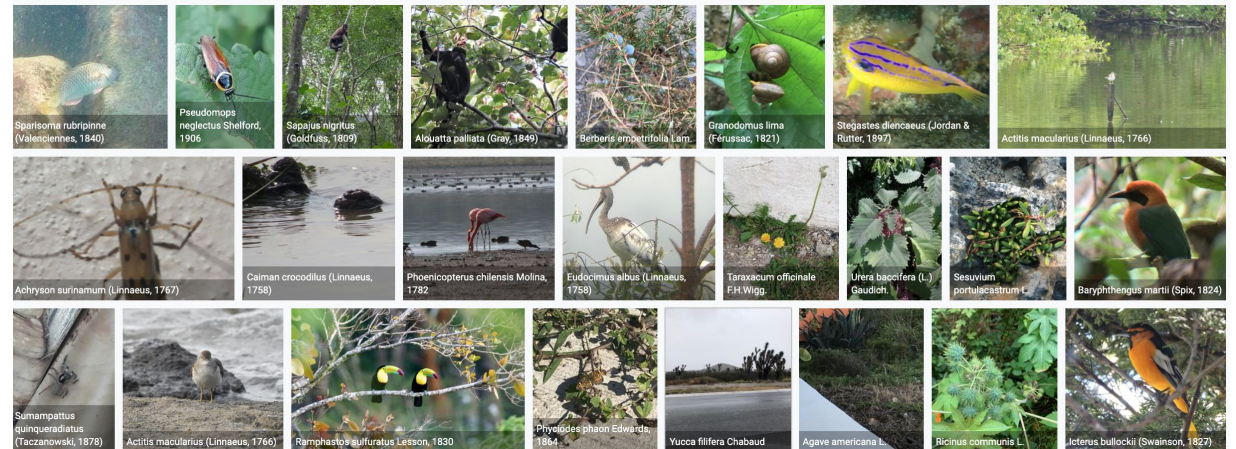 Sparisoma rubripinne
(Valenciennes, 1840)
Pseudomops
neglectus Shelford,
1906
Sapajus nigritus
(Goldfuss, 1809)
Alouatta palliata (Gray, 1849)
Berberis empetrifolia Lam.
Granodomus lima
(Férussac, 1821)
Stegastes diencaeus (Jordan &
Rutter, 1897)
Actitis macularius (Linnaeus, 1766)
Achryson surinamum (Linnaeus, 1767)
Caiman crocodilus (Linnaeus,
1758)
Phoenicopterus chilensis Molina,
1782
Eudocimus albus (Linnaeus,
1758)
Taraxacum officinale
F.H.Wigg.
Urera baccifera (L.)
Gaudich.
Sesuvium
portulacastrum L.
Baryphthengus martii (Spix, 1824)
Sumampattus
quinqueradiatus
(Taczanowski, 1878)
Actitis macularius (Linnaeus, 1766)
Ramphastos sulfuratus Lesson, 1830
Phyciodes phaon Edwards,
1864
Yucca filifera Chabaud
Agave americana L.
Ricinus communis L.
Icterus bullockii (Swainson, 1827)